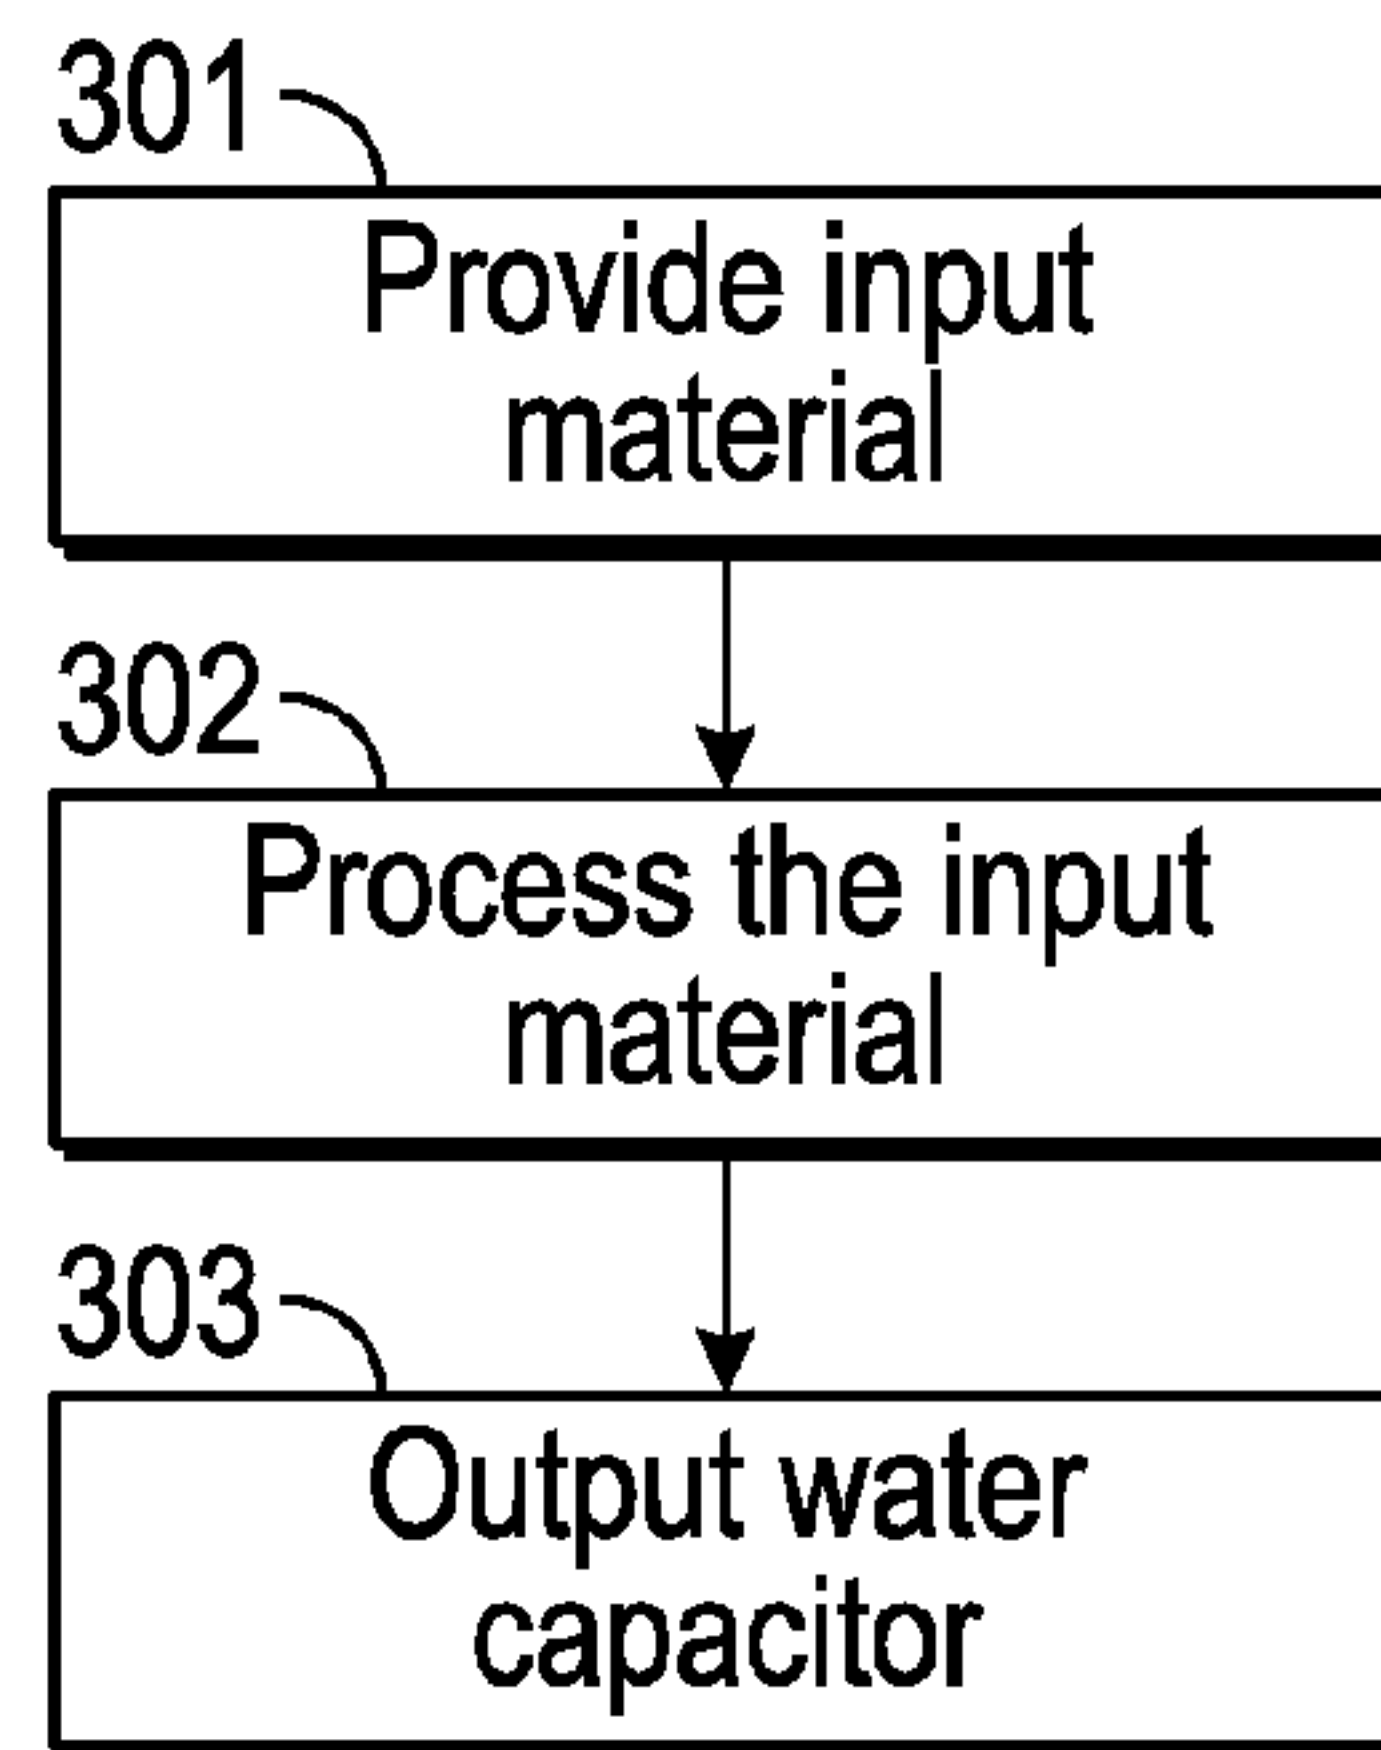 301
Provide input
material
302
Process the input
material
303
Output water
capacitor